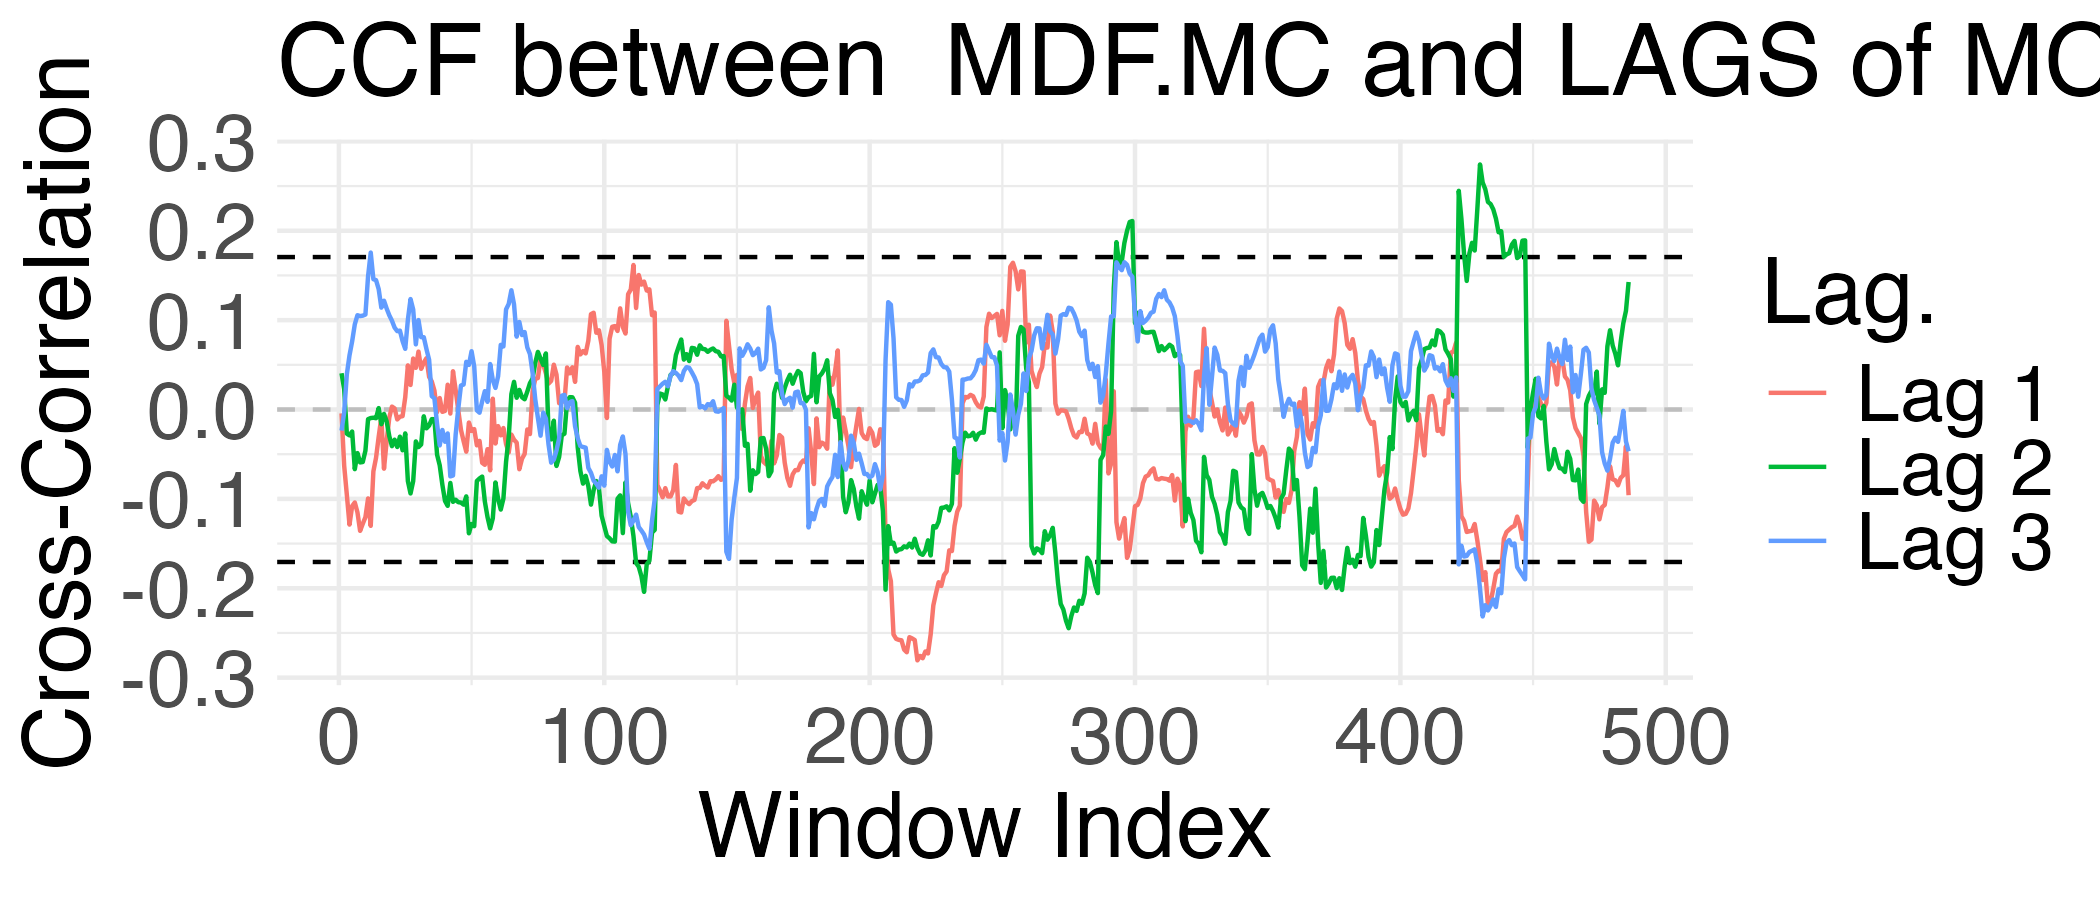 CCF between  MDF.MC and LAGS of
Cross-Correlation
0.3
0.2
0.1
0.0
-0.1
-0.2
-0.3
0 100 200 300 400 500
Window Index
Lag.
Lag 1
Lag 2
Lag 3